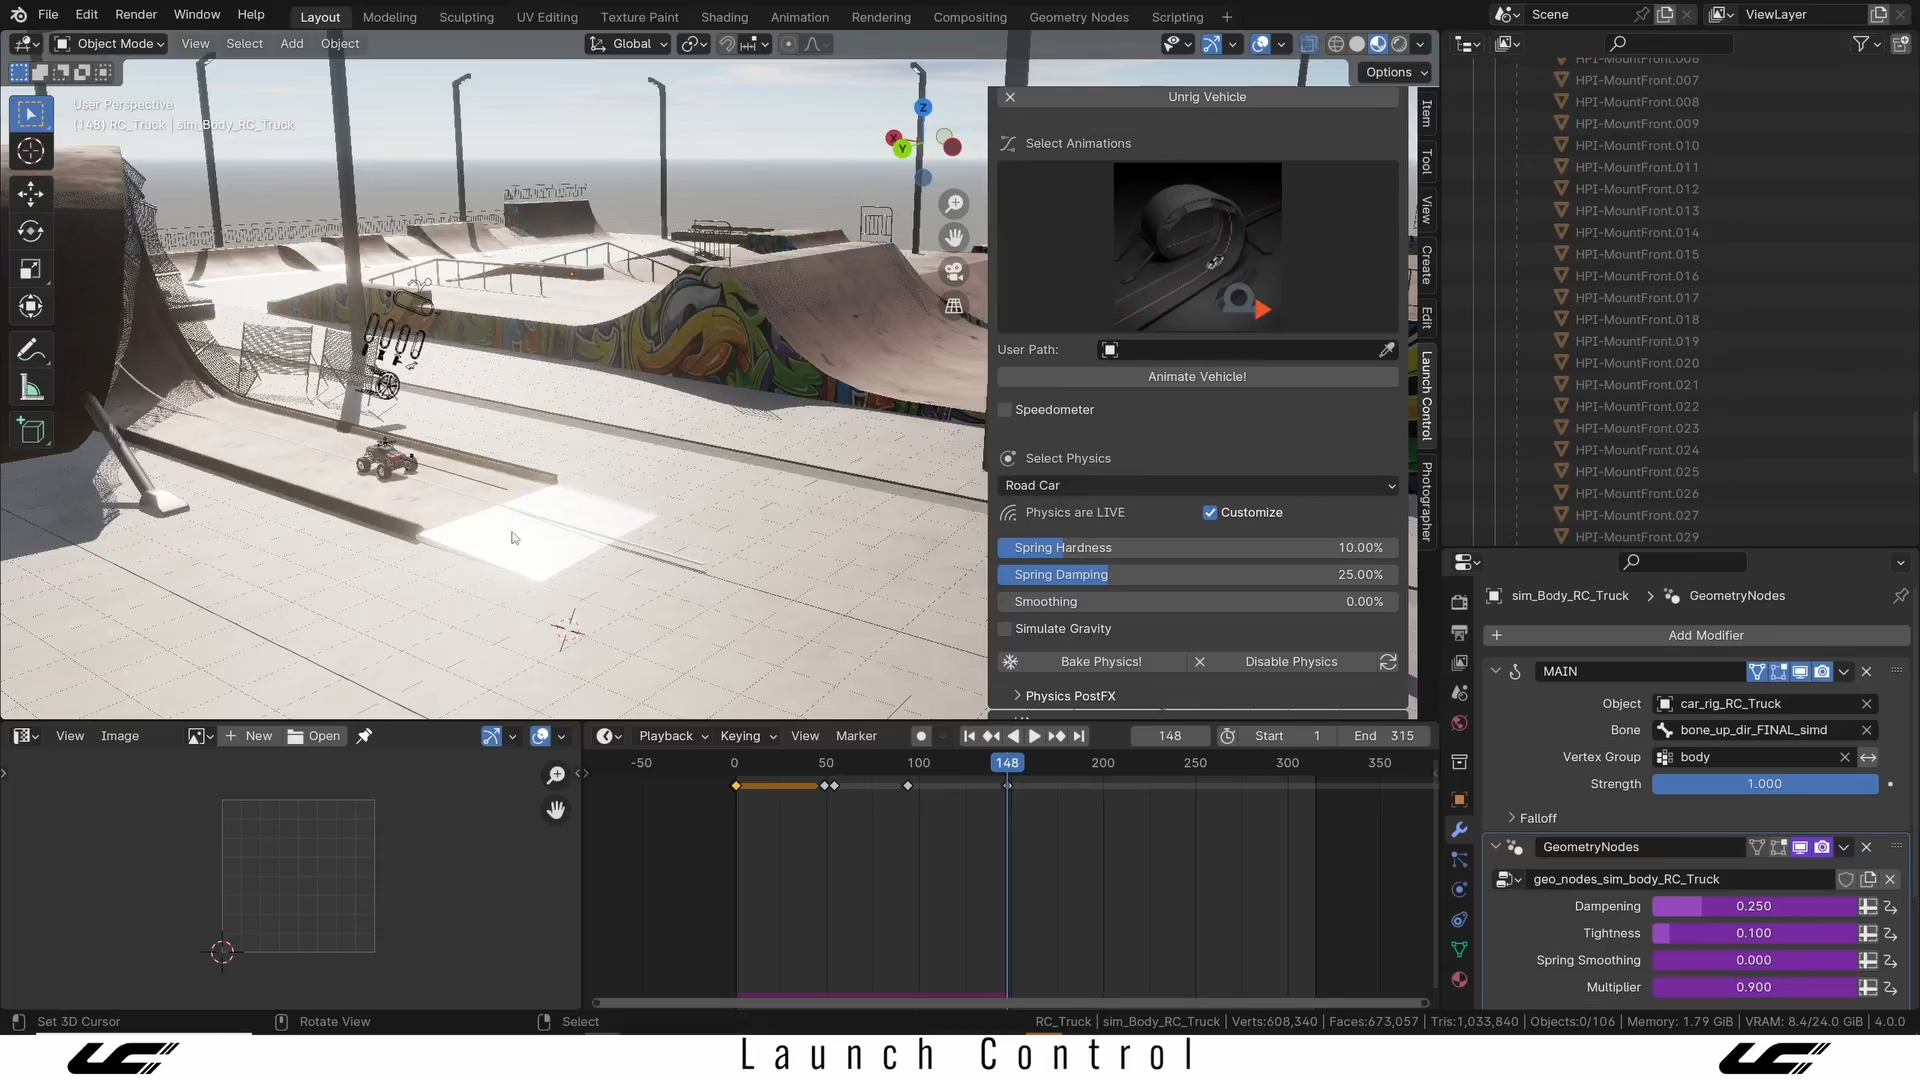 File Edit Render Window Help Layout Modeling Sculpting UV Editing Texture Paint Shading Animation Rendering Compositing Geometry Nodes Scripting + Scene ViewLayer
Object Mode View Select Add Object Global
Options
User Perspective
(148) RC_Truck | sim_Body_RC_Truck
Z
X
Y
Unrig Vehicle
Select Animations
User Path:
Animate Vehicle!
Speedometer
Select Physics
Road Car
Physics are LIVE Customize
Spring Hardness 10.00%
Spring Damping 25.00%
Smoothing 0.00%
Simulate Gravity
Bake Physics! Disable Physics
Physics PostFX
Item
Tool
View
Create
Edit
Launch Control
Photographer
HPI-MountFront.006
HPI-MountFront.007
HPI-MountFront.008
HPI-MountFront.009
HPI-MountFront.010
HPI-MountFront.011
HPI-MountFront.012
HPI-MountFront.013
HPI-MountFront.014
HPI-MountFront.015
HPI-MountFront.016
HPI-MountFront.017
HPI-MountFront.018
HPI-MountFront.019
HPI-MountFront.020
HPI-MountFront.021
HPI-MountFront.022
HPI-MountFront.023
HPI-MountFront.024
HPI-MountFront.025
HPI-MountFront.026
HPI-MountFront.027
HPI-MountFront.029
sim_Body_RC_Truck > GeometryNodes
+ Add Modifier
MAIN
Object car_rig_RC_Truck
Bone bone_up_dir_FINAL_simd
Vertex Group body
Strength 1.000
Falloff
GeometryNodes
geo_nodes_sim_body_RC_Truck
Dampening 0.250
Tightness 0.100
Spring Smoothing 0.000
Multiplier 0.900
View Image + New Open
Playback Keying View Marker 148 Start 1 End 315
-50 0 50 100 148 200 250 300 350
Set 3D Cursor Rotate View Select RC_Truck | sim_Body_RC_Truck | Verts:608,340 | Faces:673,057 | Tris:1,033,840 | Objects:0/106 | Memory: 1.79 GiB | VRAM: 8.4/24.0 GiB | 4.0.0
Launch Control